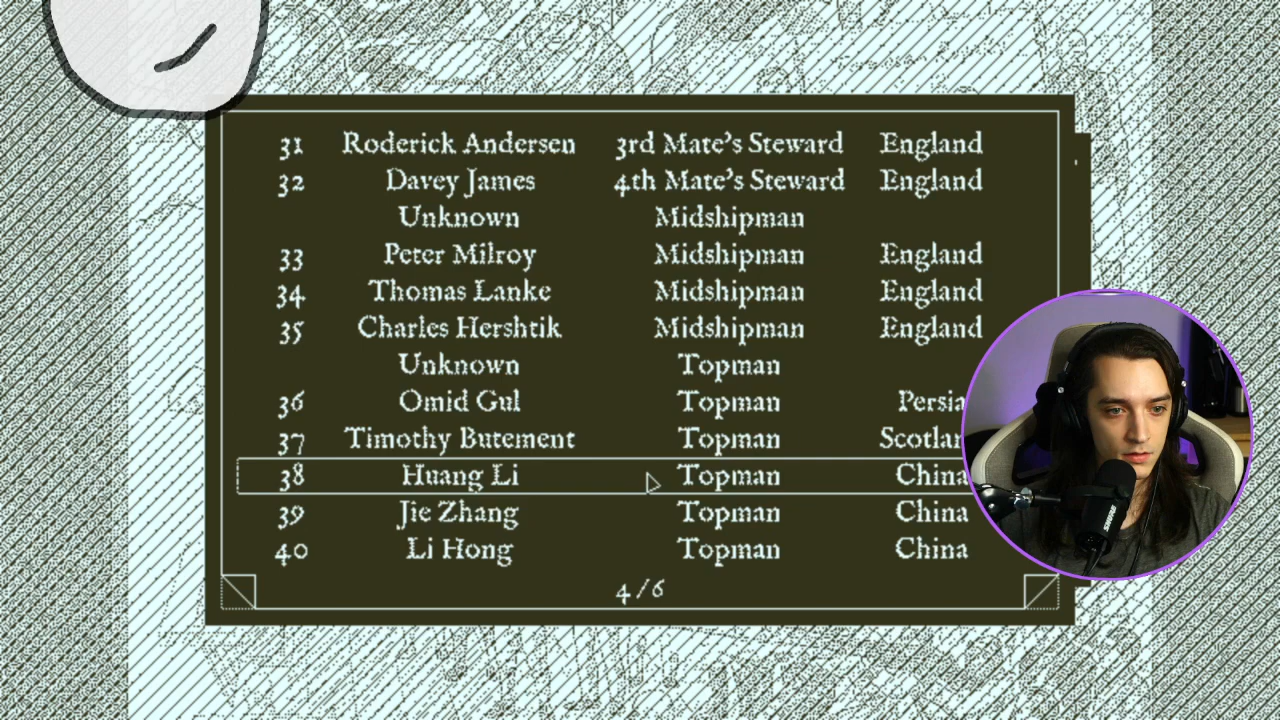 31 Roderick Andersen 3rd Mate's Steward England
32 Davey James 4th Mate's Steward England
Unknown Midshipman
33 Peter Milroy Midshipman England
34 Thomas Lanke Midshipman England
35 Charles Hershtik Midshipman England
Unknown Topman
36 Omid Gul Topman Persia
37 Timothy Butement Topman Scotlan
38 Huang Li Topman China
39 Jie Zhang Topman China
40 Li Hong Topman China
4/6